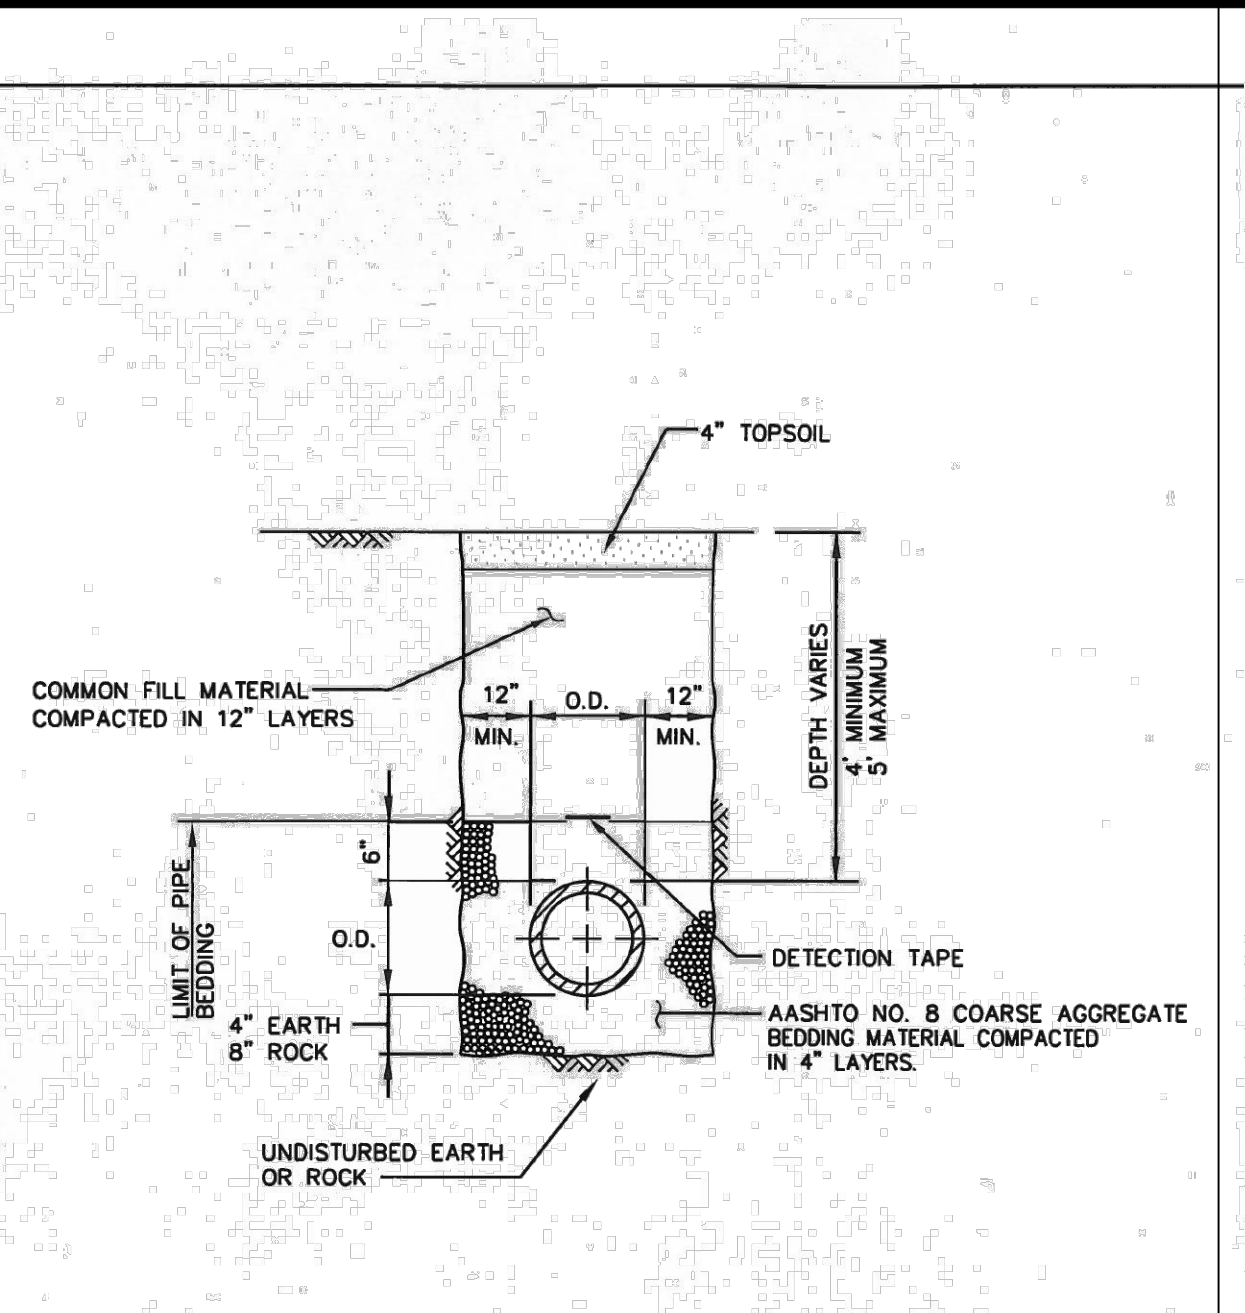 4" TOPSOIL
COMMON FILL MATERIAL
COMPACTED IN 12" LAYERS
12"
MIN.
O.D.
12"
MIN.
DEPTH VARIES
4' MINIMUM
5' MAXIMUM
6"
LIMIT OF PIPE
BEDDING
O.D.
4" EARTH
8" ROCK
DETECTION TAPE
AASHTO NO. 8 COARSE AGGREGATE
BEDDING MATERIAL COMPACTED
IN 4" LAYERS.
UNDISTURBED EARTH
OR ROCK